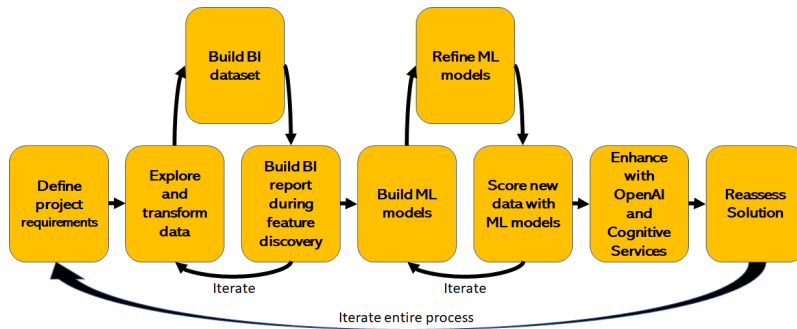 Build BI
dataset
Refine ML
models
Define
project
requirements
Explore
and
transform
data
Build BI
report
during
feature
discovery
Build ML
models
Score new
data with
ML models
Enhance
with
OpenAI
and
Cognitive
Services
Reassess
Solution
Iterate
Iterate
Iterate entire process